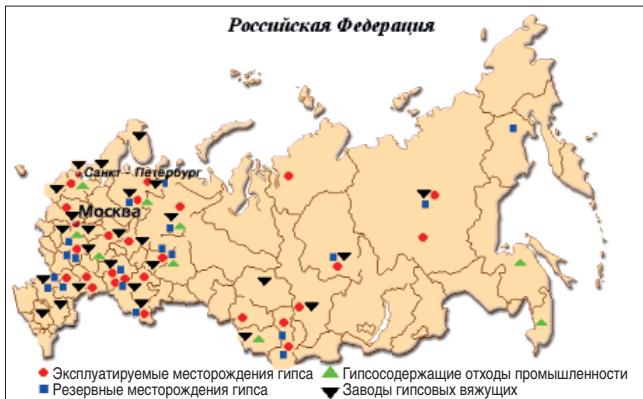 Российская Федерация
Санкт - Петербург
Москва
Эксплуатируемые месторождения гипса
Гипсосодержащие отходы промышленности
Резервные месторождения гипса
Заводы гипсовых вяжущих